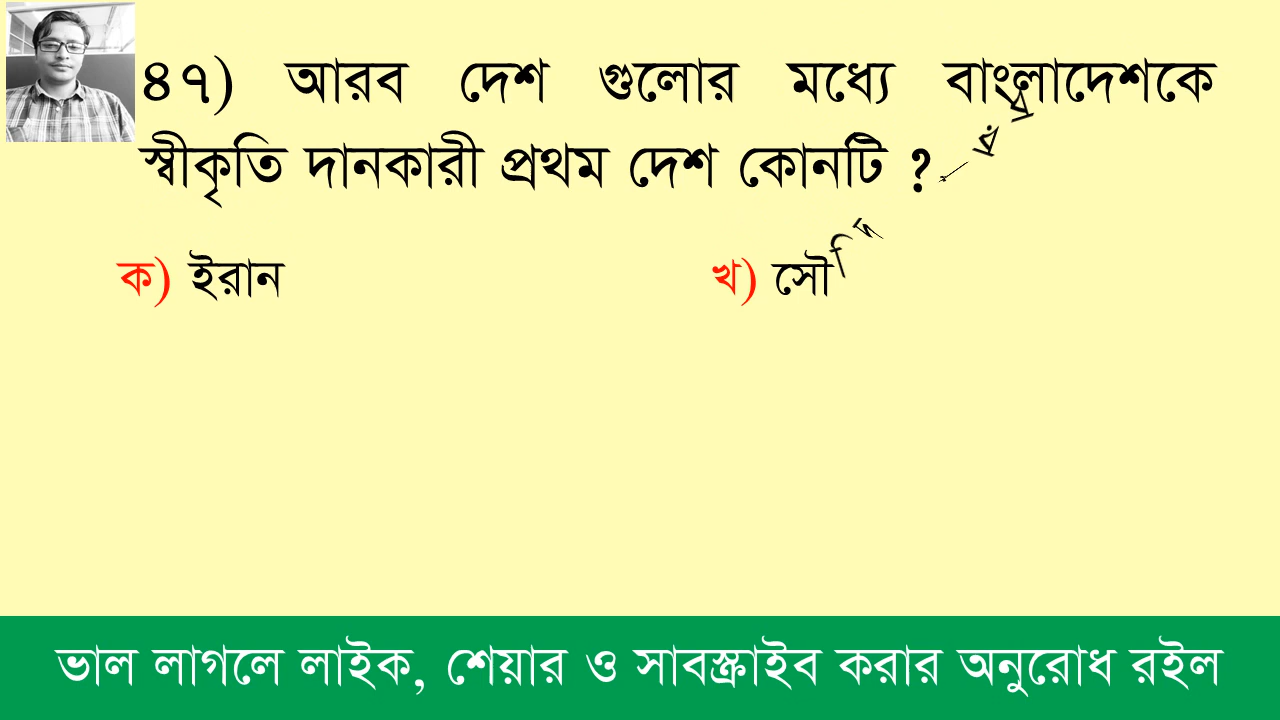 ৪৭) আরব দেশ গুলোর মধ্যে বাংলাদেশকে
স্বীকৃতি দানকারী প্রথম দেশ কোনটি ?
ক) ইরান
খ) সৌদি
ভাল লাগলে লাইক, শেয়ার ও সাবস্ক্রাইব করার অনুরোধ রইল